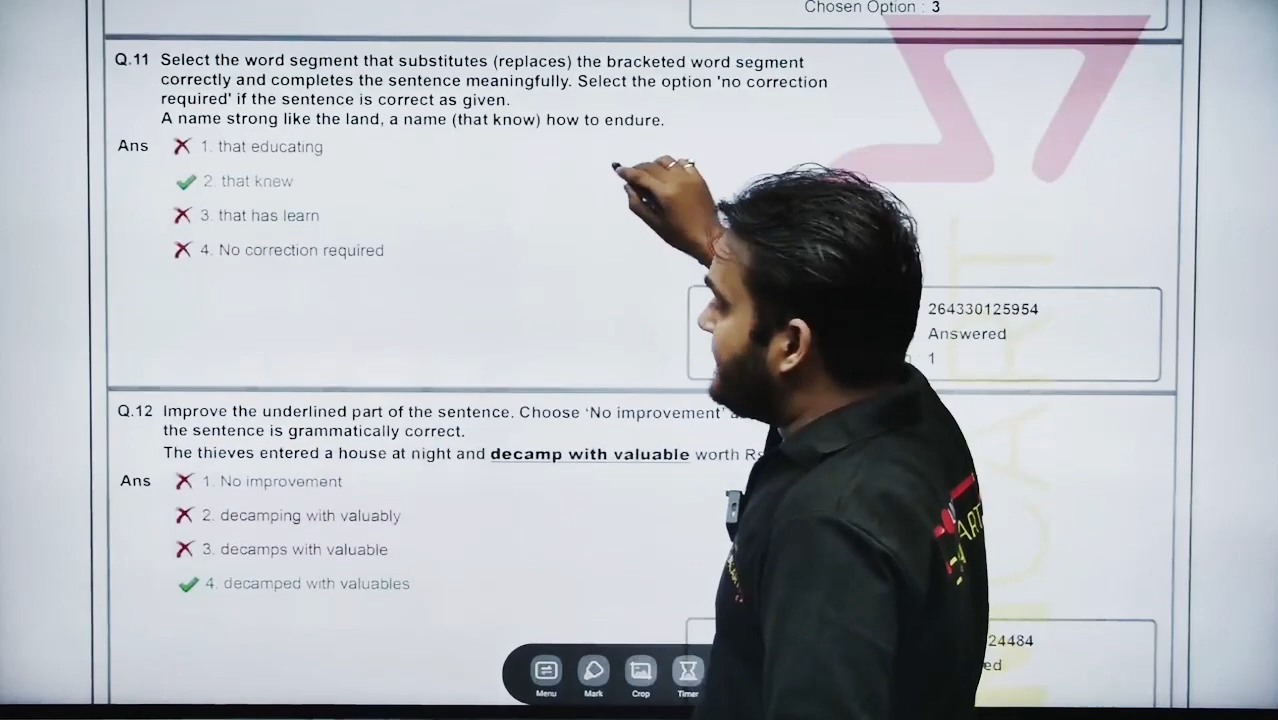 Chosen Option : 3
Q.11 Select the word segment that substitutes (replaces) the bracketed word segment
correctly and completes the sentence meaningfully. Select the option 'no correction
required' if the sentence is correct as given.
A name strong like the land, a name (that know) how to endure.
Ans 1. that educating
2. that knew
3. that has learn
4. No correction required
264330125954
Answered
: 1
Q.12 Improve the underlined part of the sentence. Choose ‘No improvement’
the sentence is grammatically correct.
The thieves entered a house at night and decamp with valuable worth Rs
Ans 1. No improvement
2. decamping with valuably
3. decamps with valuable
4. decamped with valuables
24484
ed
ART
Menu Mark Crop Timer